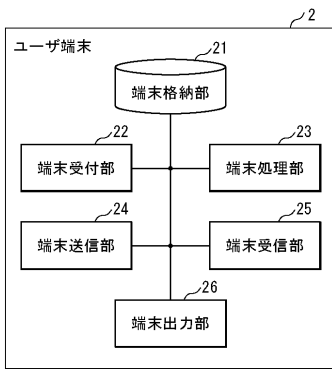 2
ユーザ端末
21
端末格納部
22
端末受付部
23
端末処理部
24
端末送信部
25
端末受信部
26
端末出力部